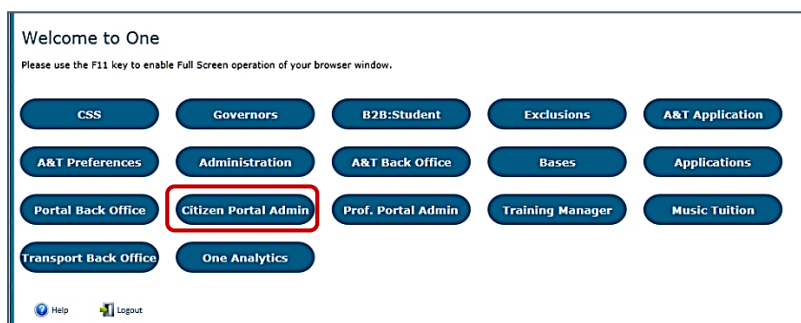 Welcome to One
Please use the F11 key to enable Full Screen operation of your browser window.
CSS Governors B2B:Student Exclusions A&T Application
A&T Preferences Administration A&T Back Office Bases Applications
Portal Back Office Citizen Portal Admin Prof. Portal Admin Training Manager Music Tuition
Transport Back Office One Analytics
Help Logout